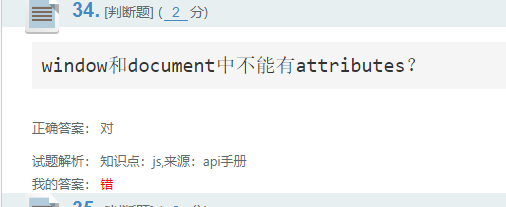 34. [判断题] ( 2 分)
window和document中不能有attributes?
正确答案： 对
试题解析： 知识点：js,来源：api手册
我的答案： 错